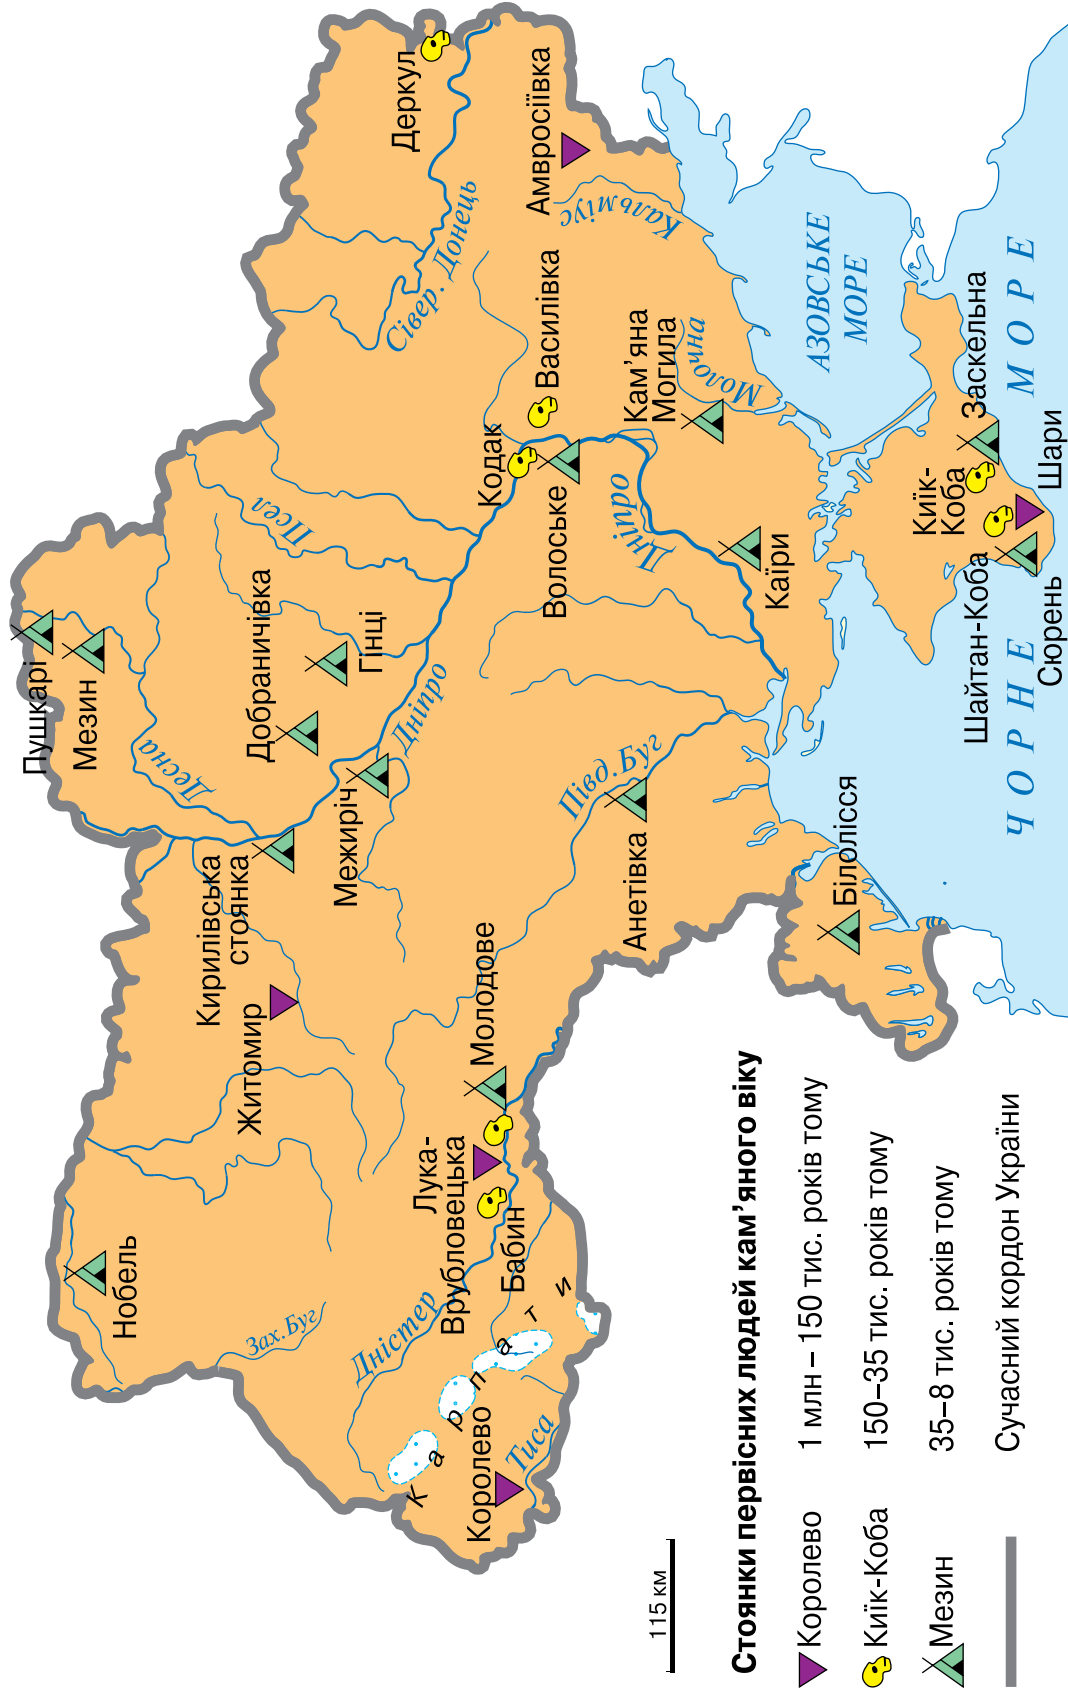 Пушкарі
Мезин
Десна
Нобель
Кирилівська
стоянка
Житомир
Добраничівка
Гінці
Псел
Межиріч
Дніпро
Зах.Буг
Дністер
Лука-
Врубловецька
Бабин
Молодове
Королево
Тиса
Карпати
Півд.Буг
Анетівка
Кодак
Василівка
Волоське
Дніпро
Сівер. Донець
Деркул
Амвросіївка
Кальміус
Кам'яна
Могила
Молочна
Каїри
АЗОВСЬКЕ
МОРЕ
Білолісся
Киїк-
Коба
Заскельна
Шайтан-Коба
Сюрень
Шари
ЧОРНЕ МОРЕ
115 км
Стоянки первісних людей кам'яного віку
Королево 1 млн – 150 тис. років тому
Киїк-Коба 150–35 тис. років тому
Мезин 35–8 тис. років тому
Сучасний кордон України